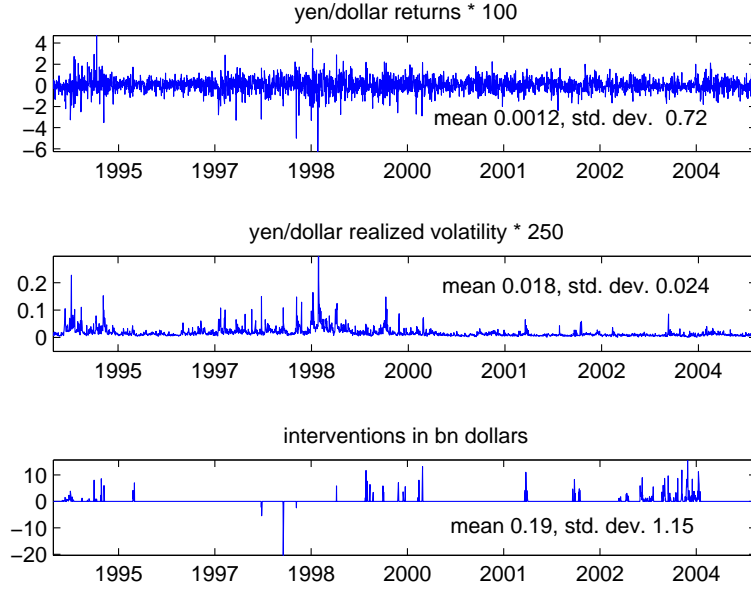 yen/dollar returns * 100
4
2
0
−2
−4
−6
mean 0.0012, std. dev. 0.72
1995 1997 1998 2000 2001 2002 2004
yen/dollar realized volatility * 250
0.2
0.1
0
mean 0.018, std. dev. 0.024
1995 1997 1998 2000 2001 2002 2004
interventions in bn dollars
10
0
−10
−20
mean 0.19, std. dev. 1.15
1995 1997 1998 2000 2001 2002 2004